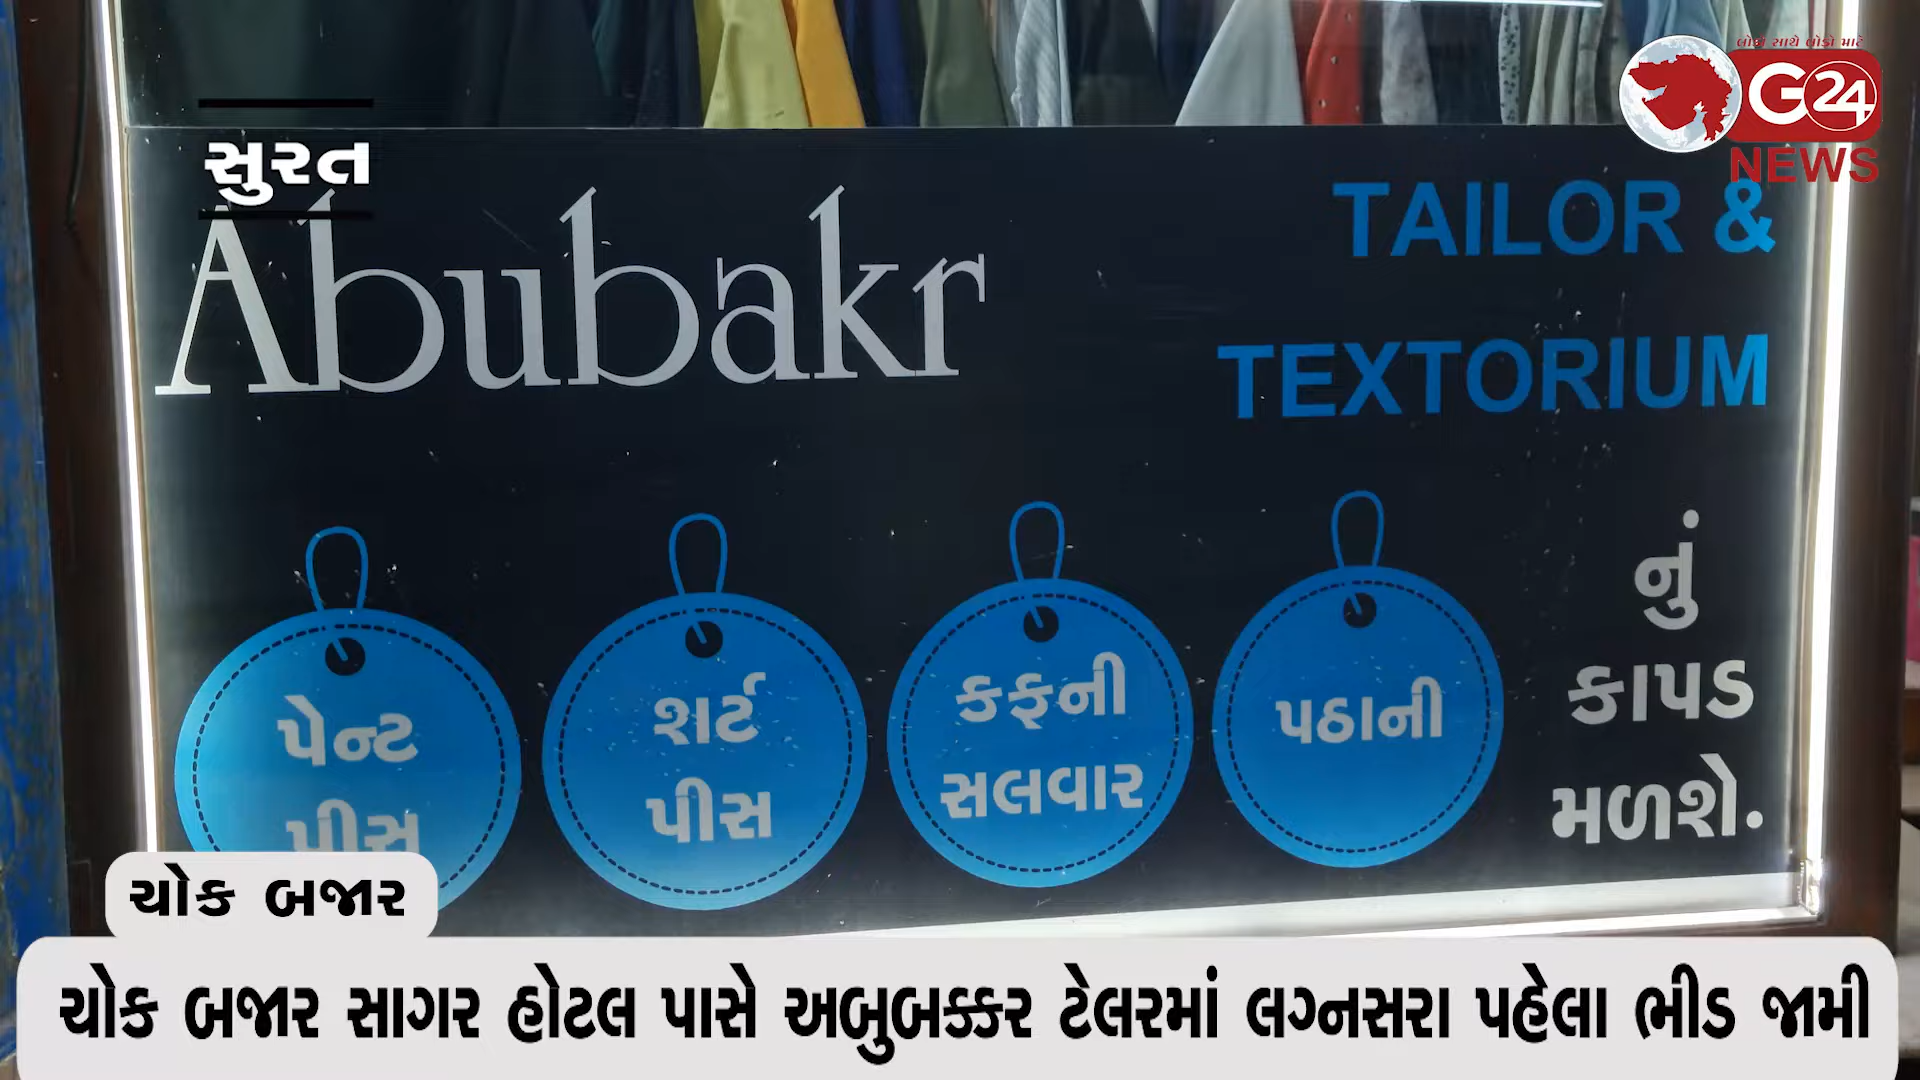 લોકો સાથે લોકો માટે
G24
NEWS
સુરત
Abubakr
TAILOR &
TEXTORIUM
પેન્ટ
પીસ
શર્ટ
પીસ
કફની
સલવાર
પઠાની
નું
કાપડ
મળશે.
ચોક બજાર
ચોક બજાર સાગર હોટલ પાસે અબુબક્કર ટેલરમાં લગ્નસરા પહેલા ભીડ જામી